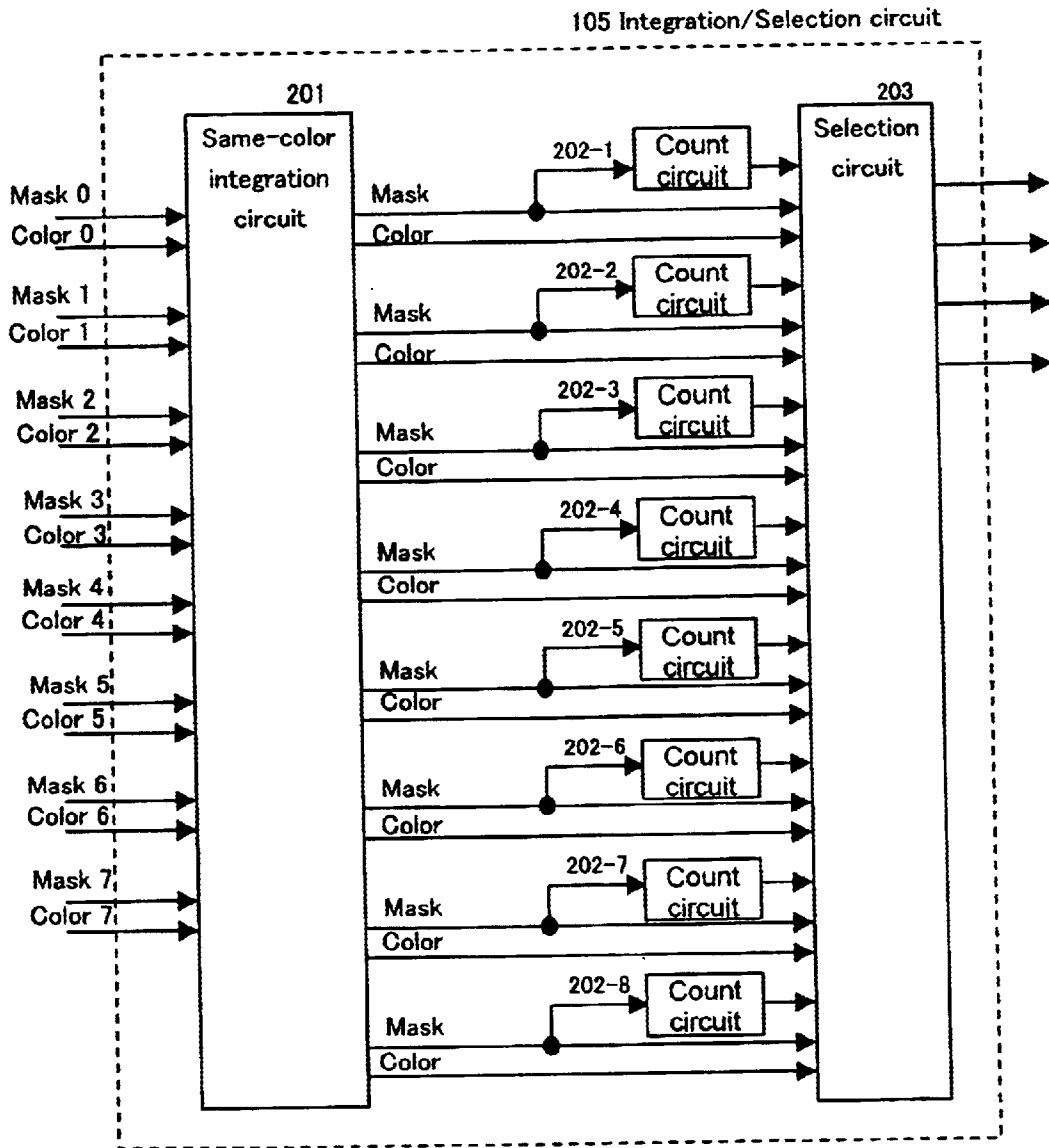 105 Integration/Selection circuit
201
Same-color
integration
circuit
203
Selection
circuit
Mask 0
Color 0
Mask 1
Color 1
Mask 2
Color 2
Mask 3
Color 3
Mask 4
Color 4
Mask 5
Color 5
Mask 6
Color 6
Mask 7
Color 7
202-1
Count
circuit
Mask
Color
202-2
Count
circuit
Mask
Color
202-3
Count
circuit
Mask
Color
202-4
Count
circuit
Mask
Color
202-5
Count
circuit
Mask
Color
202-6
Count
circuit
Mask
Color
202-7
Count
circuit
Mask
Color
202-8
Count
circuit
Mask
Color